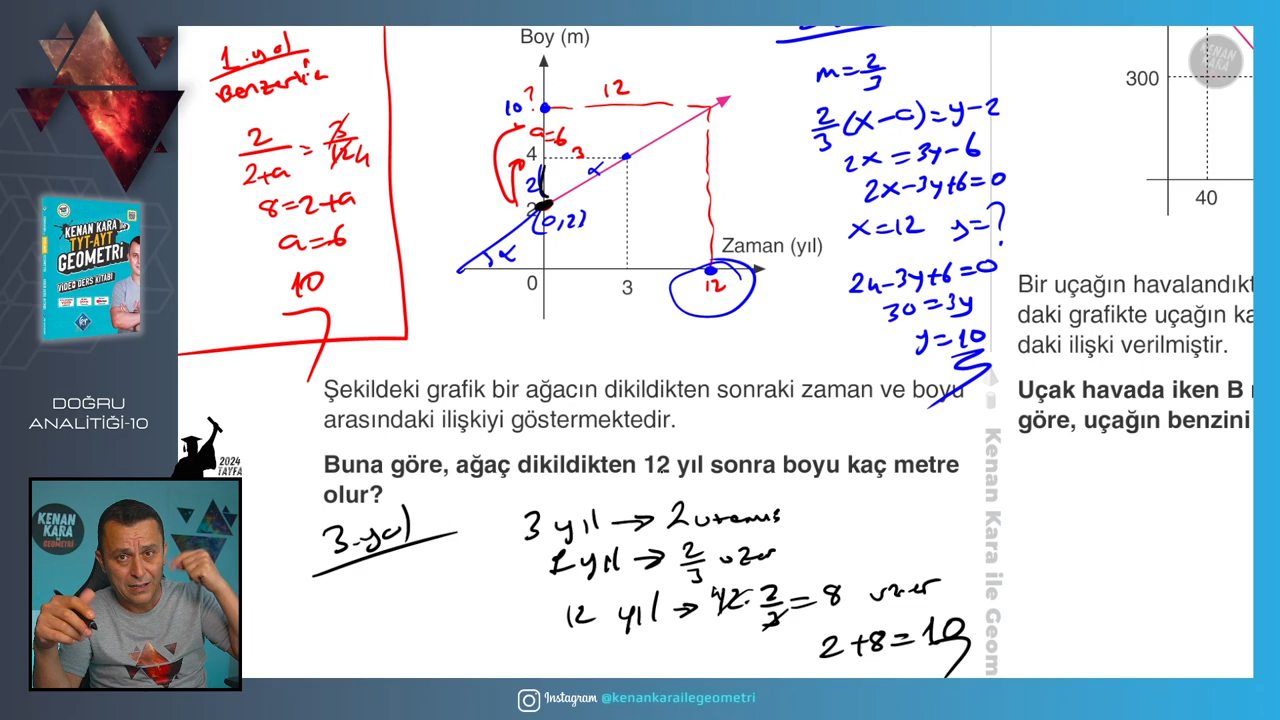 1. yol
Benzerlik
2/(2+a) = 3/12 4
8=2+a
a=6
10
Boy (m)
10 ?
12
a=6
4
3
α
2
2
(0,2)
α
Zaman (yıl)
0
3
12
m=2/3
2/3 (x-0)=y-2
2x=3y-6
2x-3y+6=0
x=12 y=?
24-3y+6=0
30=3y
y=10
Şekildeki grafik bir ağacın dikildikten sonraki zaman ve boyu
arasındaki ilişkiyi göstermektedir.
Buna göre, ağaç dikildikten 12 yıl sonra boyu kaç metre
olur?
3. yol
3 yıl → 2 uzamış
1 yıl → 2/3 uzar
12 yıl → 12. 2/3 = 8 uzar
2+8=10
300
40
Bir uçağın havalandıkt
daki grafikte uçağın ka
daki ilişki verilmiştir.
Uçak havada iken B
göre, uçağın benzini
Kenan Kara ile Geom
KENAN
KARA
KENAN KARA
TYT-AYT
GEOMETRİ
VİDEO DERS KİTABI
DOĞRU
ANALİTİĞİ-10
2024
TAYFA
KENAN
KARA
GEOMETRİ
Instagram @kenankarailegeometri